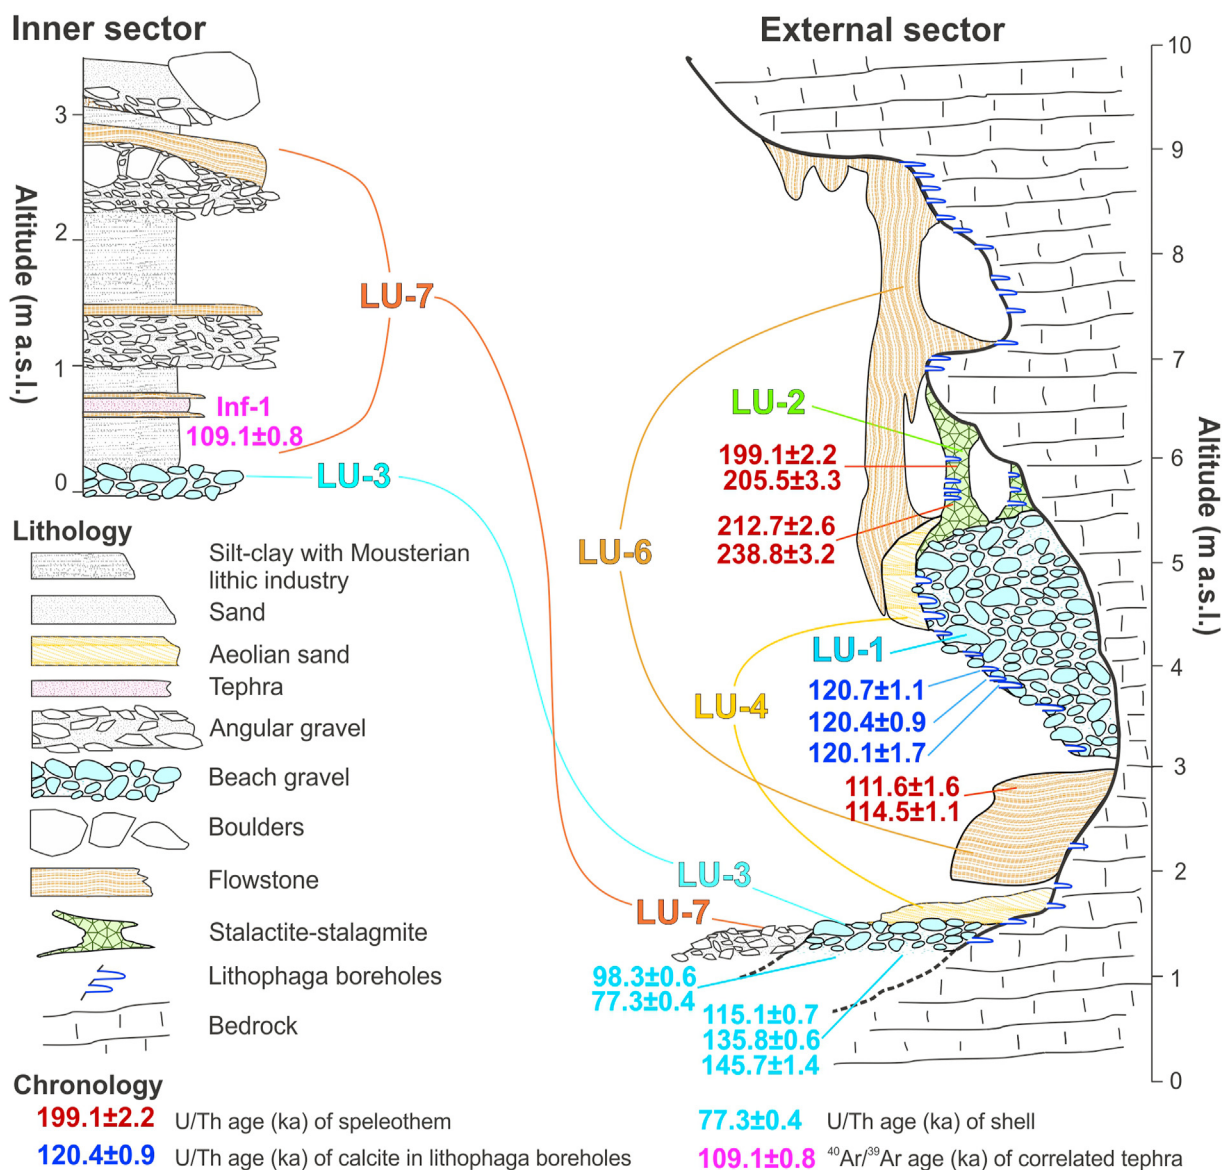 Inner sector
External sector
10
9
8
7
6
5
4
3
2
1
0
Altitude (m a.s.l.)
3
2
1
0
Altitude (m a.s.l.)
LU-7
Inf-1
109.1±0.8
LU-3
LU-2
199.1±2.2
205.5±3.3
212.7±2.6
238.8±3.2
LU-6
LU-1
120.7±1.1
120.4±0.9
120.1±1.7
LU-4
111.6±1.6
114.5±1.1
LU-3
LU-7
98.3±0.6
77.3±0.4
115.1±0.7
135.8±0.6
145.7±1.4
Lithology
Silt-clay with Mousterian
lithic industry
Sand
Aeolian sand
Tephra
Angular gravel
Beach gravel
Boulders
Flowstone
Stalactite-stalagmite
Lithophaga boreholes
Bedrock
Chronology
199.1±2.2 U/Th age (ka) of speleothem
120.4±0.9 U/Th age (ka) of calcite in lithophaga boreholes
77.3±0.4 U/Th age (ka) of shell
109.1±0.8 ⁴⁰Ar/³⁹Ar age (ka) of correlated tephra